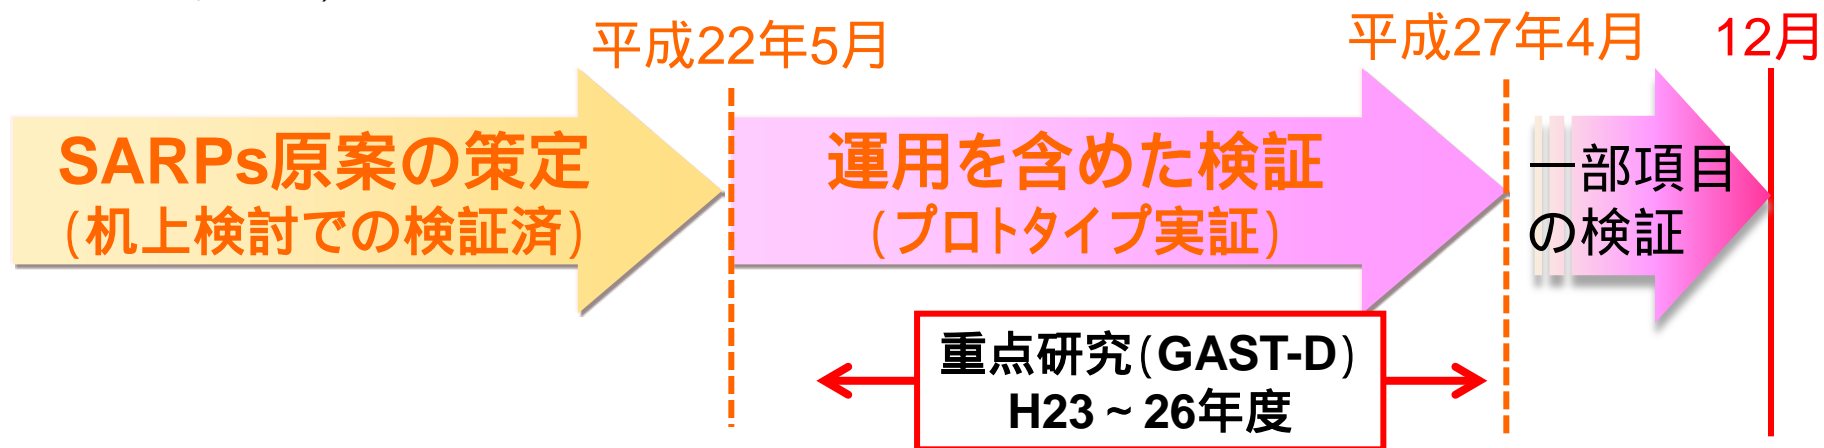 平成22年5月
平成27年4月
12月
SARPs原案の策定
(机上検討での検証済)
運用を含めた検証
(プロトタイプ実証)
一部項目
の検証
重点研究(GAST-D)
H23~26年度